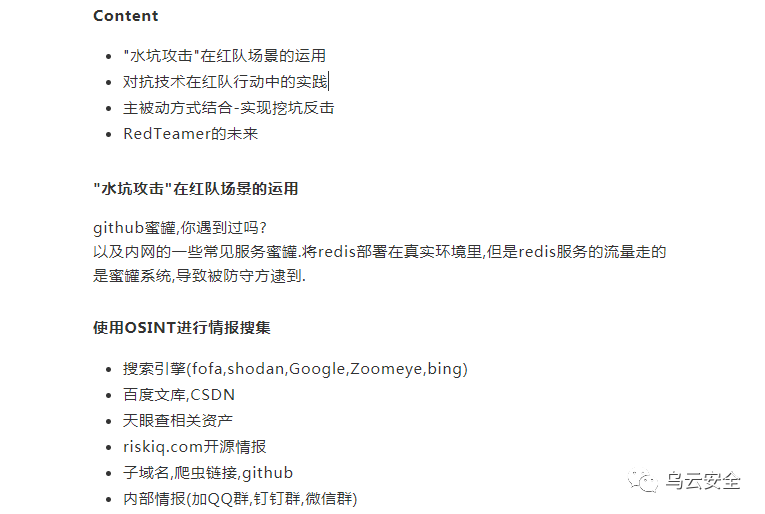 Content
"水坑攻击"在红队场景的运用
对抗技术在红队行动中的实践
主被动方式结合-实现挖坑反击
RedTeamer的未来
"水坑攻击"在红队场景的运用
github蜜罐,你遇到过吗?
以及内网的一些常见服务蜜罐.将redis部署在真实环境里,但是redis服务的流量走的
是蜜罐系统,导致被防守方逮到.
使用OSINT进行情报搜集
搜索引擎(fofa,shodan,Google,Zoomeye,bing)
百度文库,CSDN
天眼查相关资产
riskiq.com开源情报
子域名,爬虫链接,github
内部情报(加QQ群,钉钉群,微信群)
乌云安全